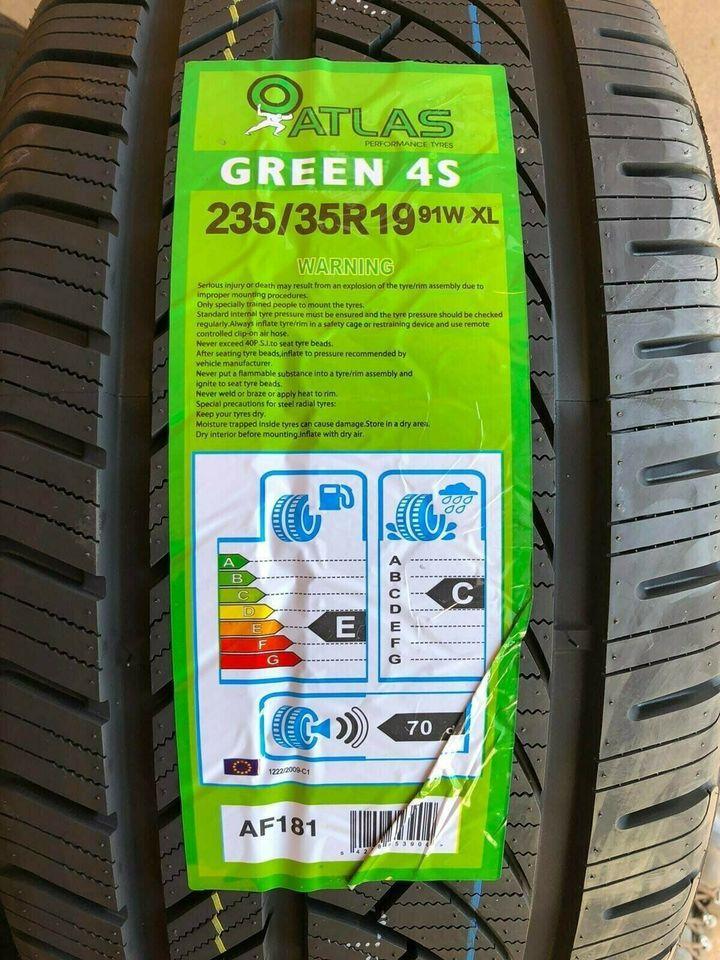 ATLAS
PERFORMANCE TYRES
GREEN 4S
235/35R19 91W XL
WARNING
Serious injury or death may result from an explosion of the tyre/rim assembly due to
improper mounting procedures.
Only specially trained people to mount the tyres.
Standard internal tyre pressure must be ensured and the tyre pressure should be checked
regularly.Always inflate tyre/rim in a safety cage or restraining device and use remote
controlled clip-on air hose.
Never exceed 40P.S.I.to seat tyre beads.
After seating tyre beads,inflate to pressure recommended by
vehicle manufacturer.
Never put a flammable substance into a tyre/rim assembly and
ignite to seat tyre beads.
Never weld or braze or apply heat to rim.
Special precautions for steel radial tyres:
Keep your tyres dry.
Moisture trapped inside tyres can cause damage.Store in a dry area.
Dry interior before mounting,inflate with dry air.
A
B
C
D
E
F
G
E
A
B
C
D
E
F
G
C
70
1222/2009-C1
AF181